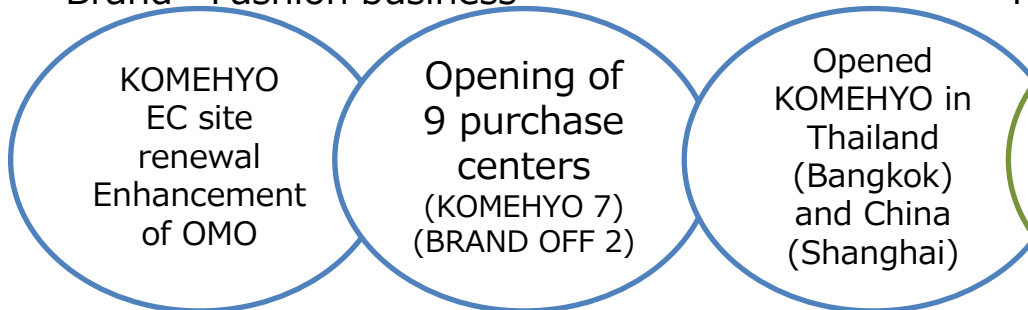 KOMEHYO
EC site
renewal
Enhancement
of OMO
Opening of
9 purchase
centers
(KOMEHYO 7)
(BRAND OFF 2)
Opened
KOMEHYO in
Thailand
(Bangkok)
and China
(Shanghai)